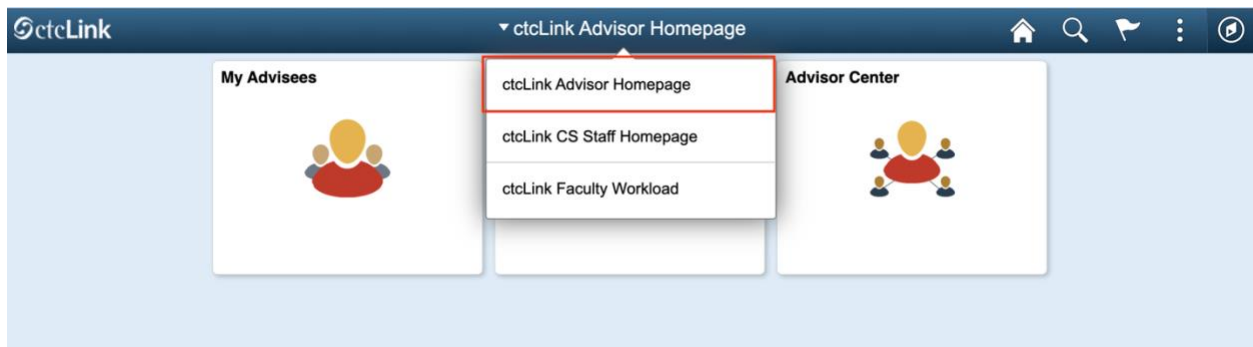 ctcLink
ctcLink Advisor Homepage
My Advisees
ctcLink Advisor Homepage
ctcLink CS Staff Homepage
ctcLink Faculty Workload
Advisor Center